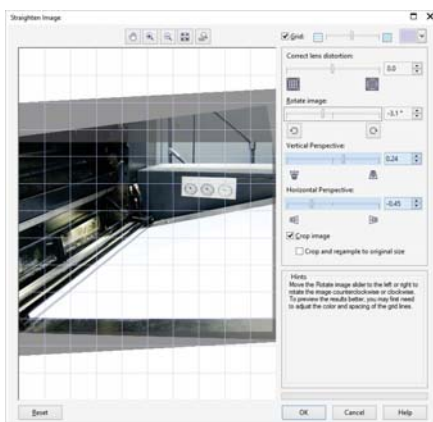 Straighten Image
Grid:
Correct lens distortion:
0.0
Rotate image:
-3.1 °
Vertical Perspective:
0.24
Horizontal Perspective:
-0.45
Crop image
Crop and resample to original size
Hints
Move the Rotate image slider to the left or right to
rotate the image counterclockwise or clockwise.
To preview the results better, you may first need
to adjust the color and spacing of the grid lines.
Reset
OK
Cancel
Help